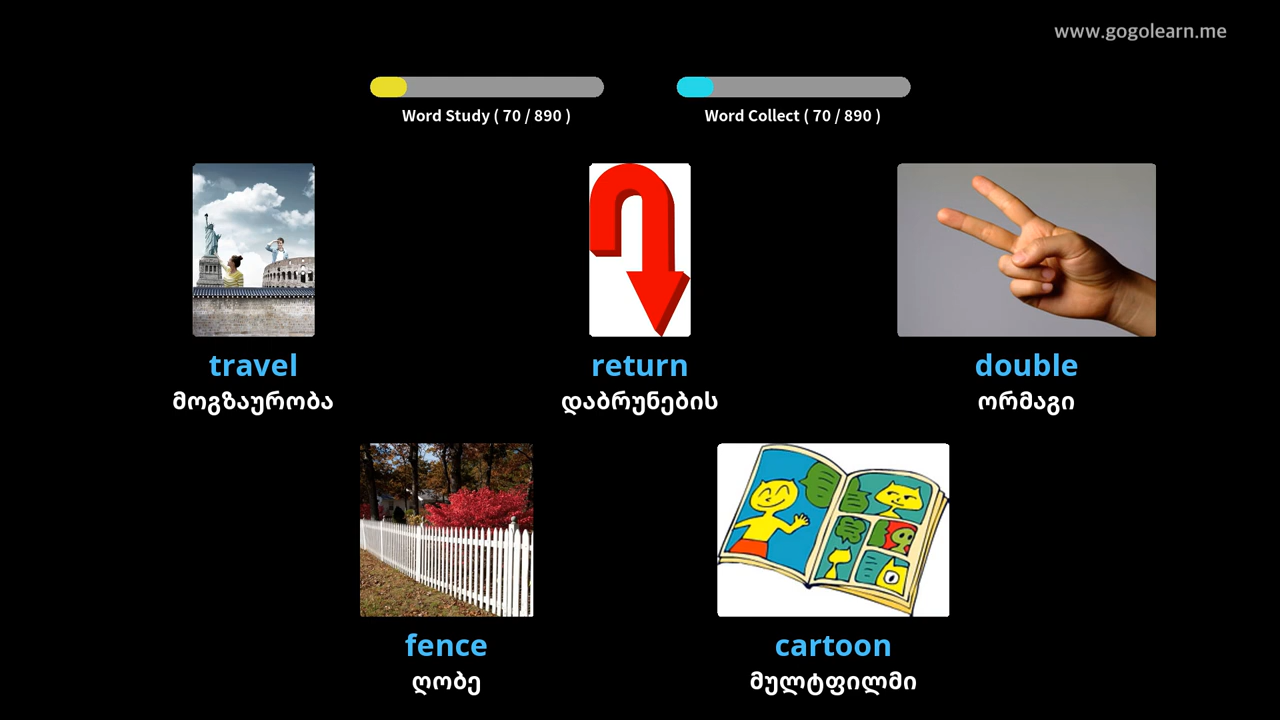 www.gogolearn.me
Word Study ( 70 / 890 )
Word Collect ( 70 / 890 )
travel
return
double
მოგზაურობა
დაბრუნების
ორმაგი
fence
cartoon
ღობე
მულტფილმი